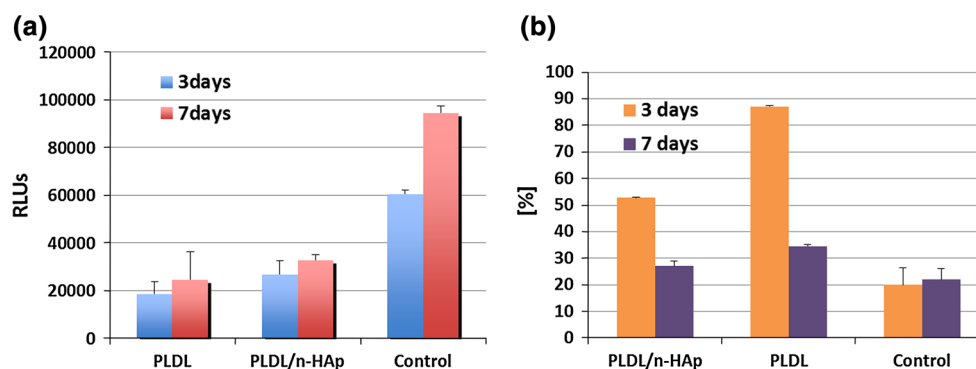 (a)
120000
100000
80000
60000
40000
20000
0
RLUs
3days
7days
PLDL
PLDL/n-HAp
Control
(b)
100
90
80
70
60
50
40
30
20
10
0
[%]
3 days
7 days
PLDL/n-HAp
PLDL
Control